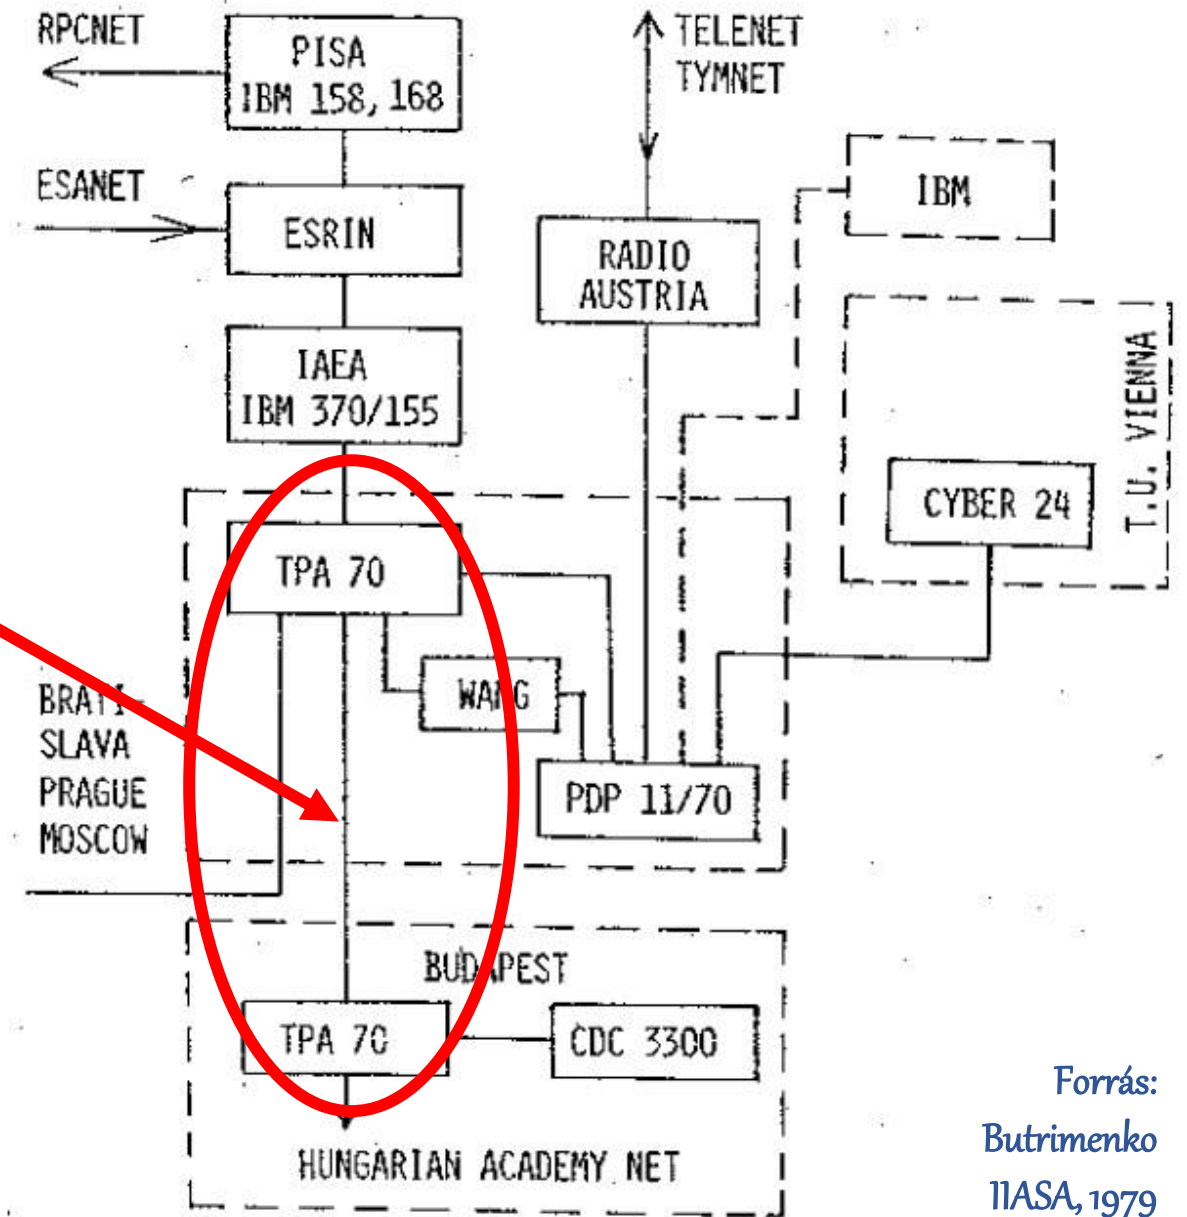 RPCNET
PISA
IBM 158, 168
TELENET
TYMNET
ESANET
ESRIN
IBM
RADIO
AUSTRIA
IAEA
IBM 370/155
T.U. VIENNA
CYBER 24
TPA 70
WANG
BRATI-
SLAVA
PRAGUE
MOSCOW
PDP 11/70
BUDAPEST
TPA 70
CDC 3300
HUNGARIAN ACADEMY NET
Forrás:
Butrimenko
IIASA, 1979